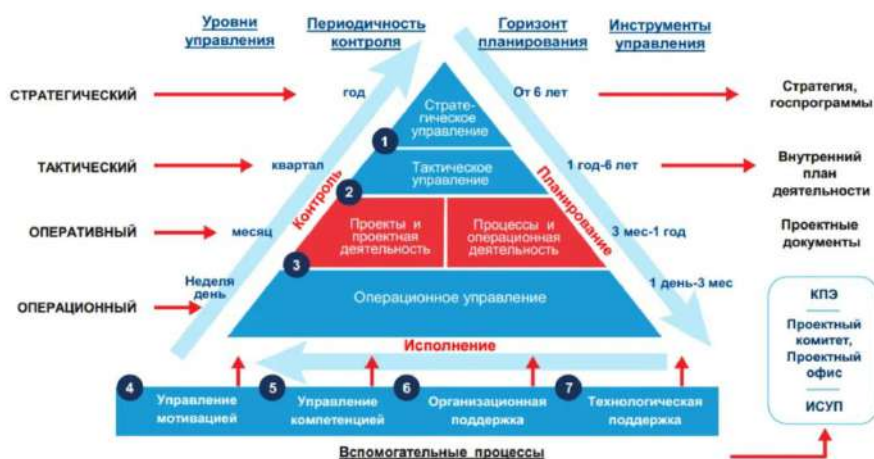 Уровни
управления
Периодичность
контроля
Горизонт
планирования
Инструменты
управления
СТРАТЕГИЧЕСКИЙ
год
Страте-
гическое
управление
От 6 лет
Стратегия,
госпрограммы
1
ТАКТИЧЕСКИЙ
квартал
Тактическое
управление
1 год-6 лет
Внутренний
план
деятельности
2
Контроль
Планирование
ОПЕРАТИВНЫЙ
месяц
Проекты и
проектная
деятельность
Процессы и
операционная
деятельность
3 мес-1 год
Проектные
документы
3
ОПЕРАЦИОННЫЙ
Неделя
день
Операционное управление
1 день-3 мес
КПЭ
Проектный
комитет,
Проектный
офис
ИСУП
Исполнение
4
Управление
мотивацией
5
Управление
компетенцией
6
Организационная
поддержка
7
Технологическая
поддержка
Вспомогательные процессы